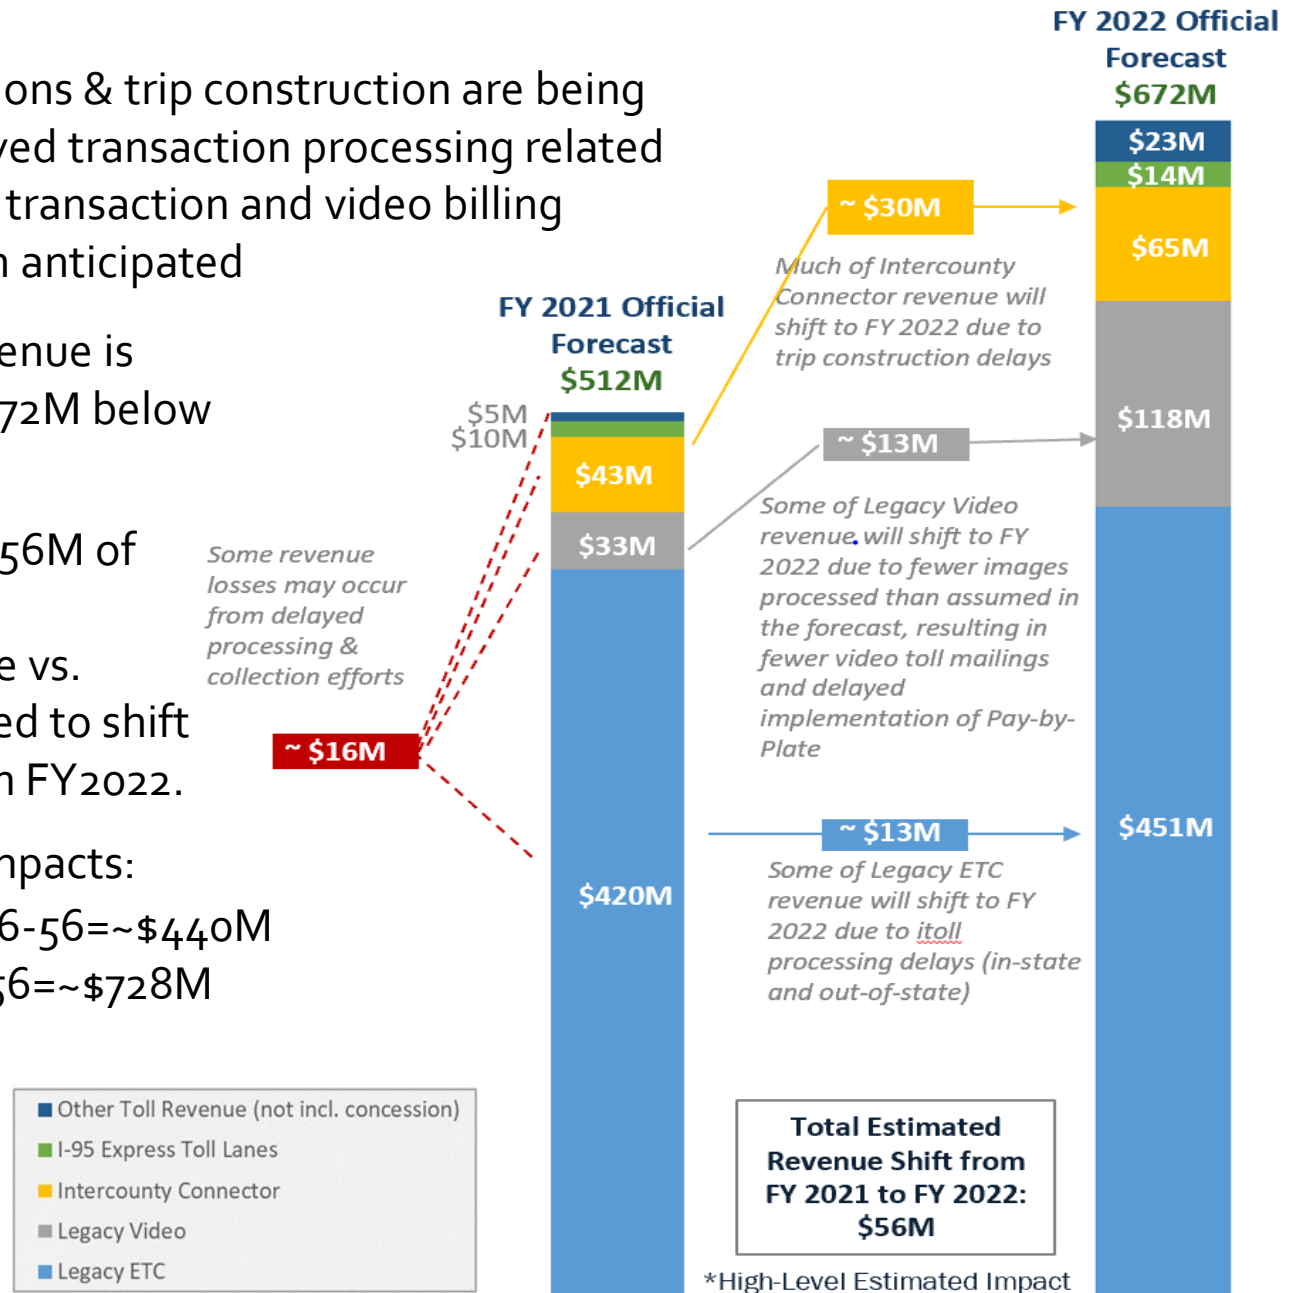 ons & trip construction are being
yed transaction processing related
transaction and video billing
n anticipated
enue is
72M below
56M of
e vs.
ed to shift
n FY2022.
mpacts:
6-56=~$440M
56=~$728M
Some revenue
losses may occur
from delayed
processing &
collection efforts
~ $16M
FY 2021 Official
Forecast
$512M
$5M
$10M
$43M
$33M
$420M
~ $30M
Much of Intercounty
Connector revenue will
shift to FY 2022 due to
trip construction delays
~ $13M
Some of Legacy Video
revenue. will shift to FY
2022 due to fewer images
processed than assumed in
the forecast, resulting in
fewer video toll mailings
and delayed
implementation of Pay-by-
Plate
~ $13M
Some of Legacy ETC
revenue will shift to FY
2022 due to itoll
processing delays (in-state
and out-of-state)
FY 2022 Official
Forecast
$672M
$23M
$14M
$65M
$118M
$451M
Other Toll Revenue (not incl. concession)
I-95 Express Toll Lanes
Intercounty Connector
Legacy Video
Legacy ETC
Total Estimated
Revenue Shift from
FY 2021 to FY 2022:
$56M
*High-Level Estimated Impact